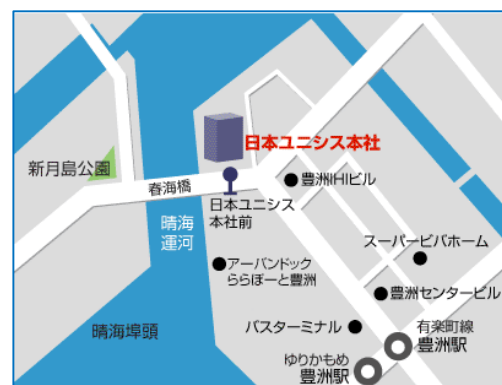 日本ユニシス本社
新月島公園
豊洲IHIビル
春海橋
日本ユニシス
本社前
晴海
運河
スーパービバホーム
アーバンドック
ららぽーと豊洲
豊洲センタービル
晴海埠頭
バスターミナル
有楽町線
豊洲駅
ゆりかもめ
豊洲駅